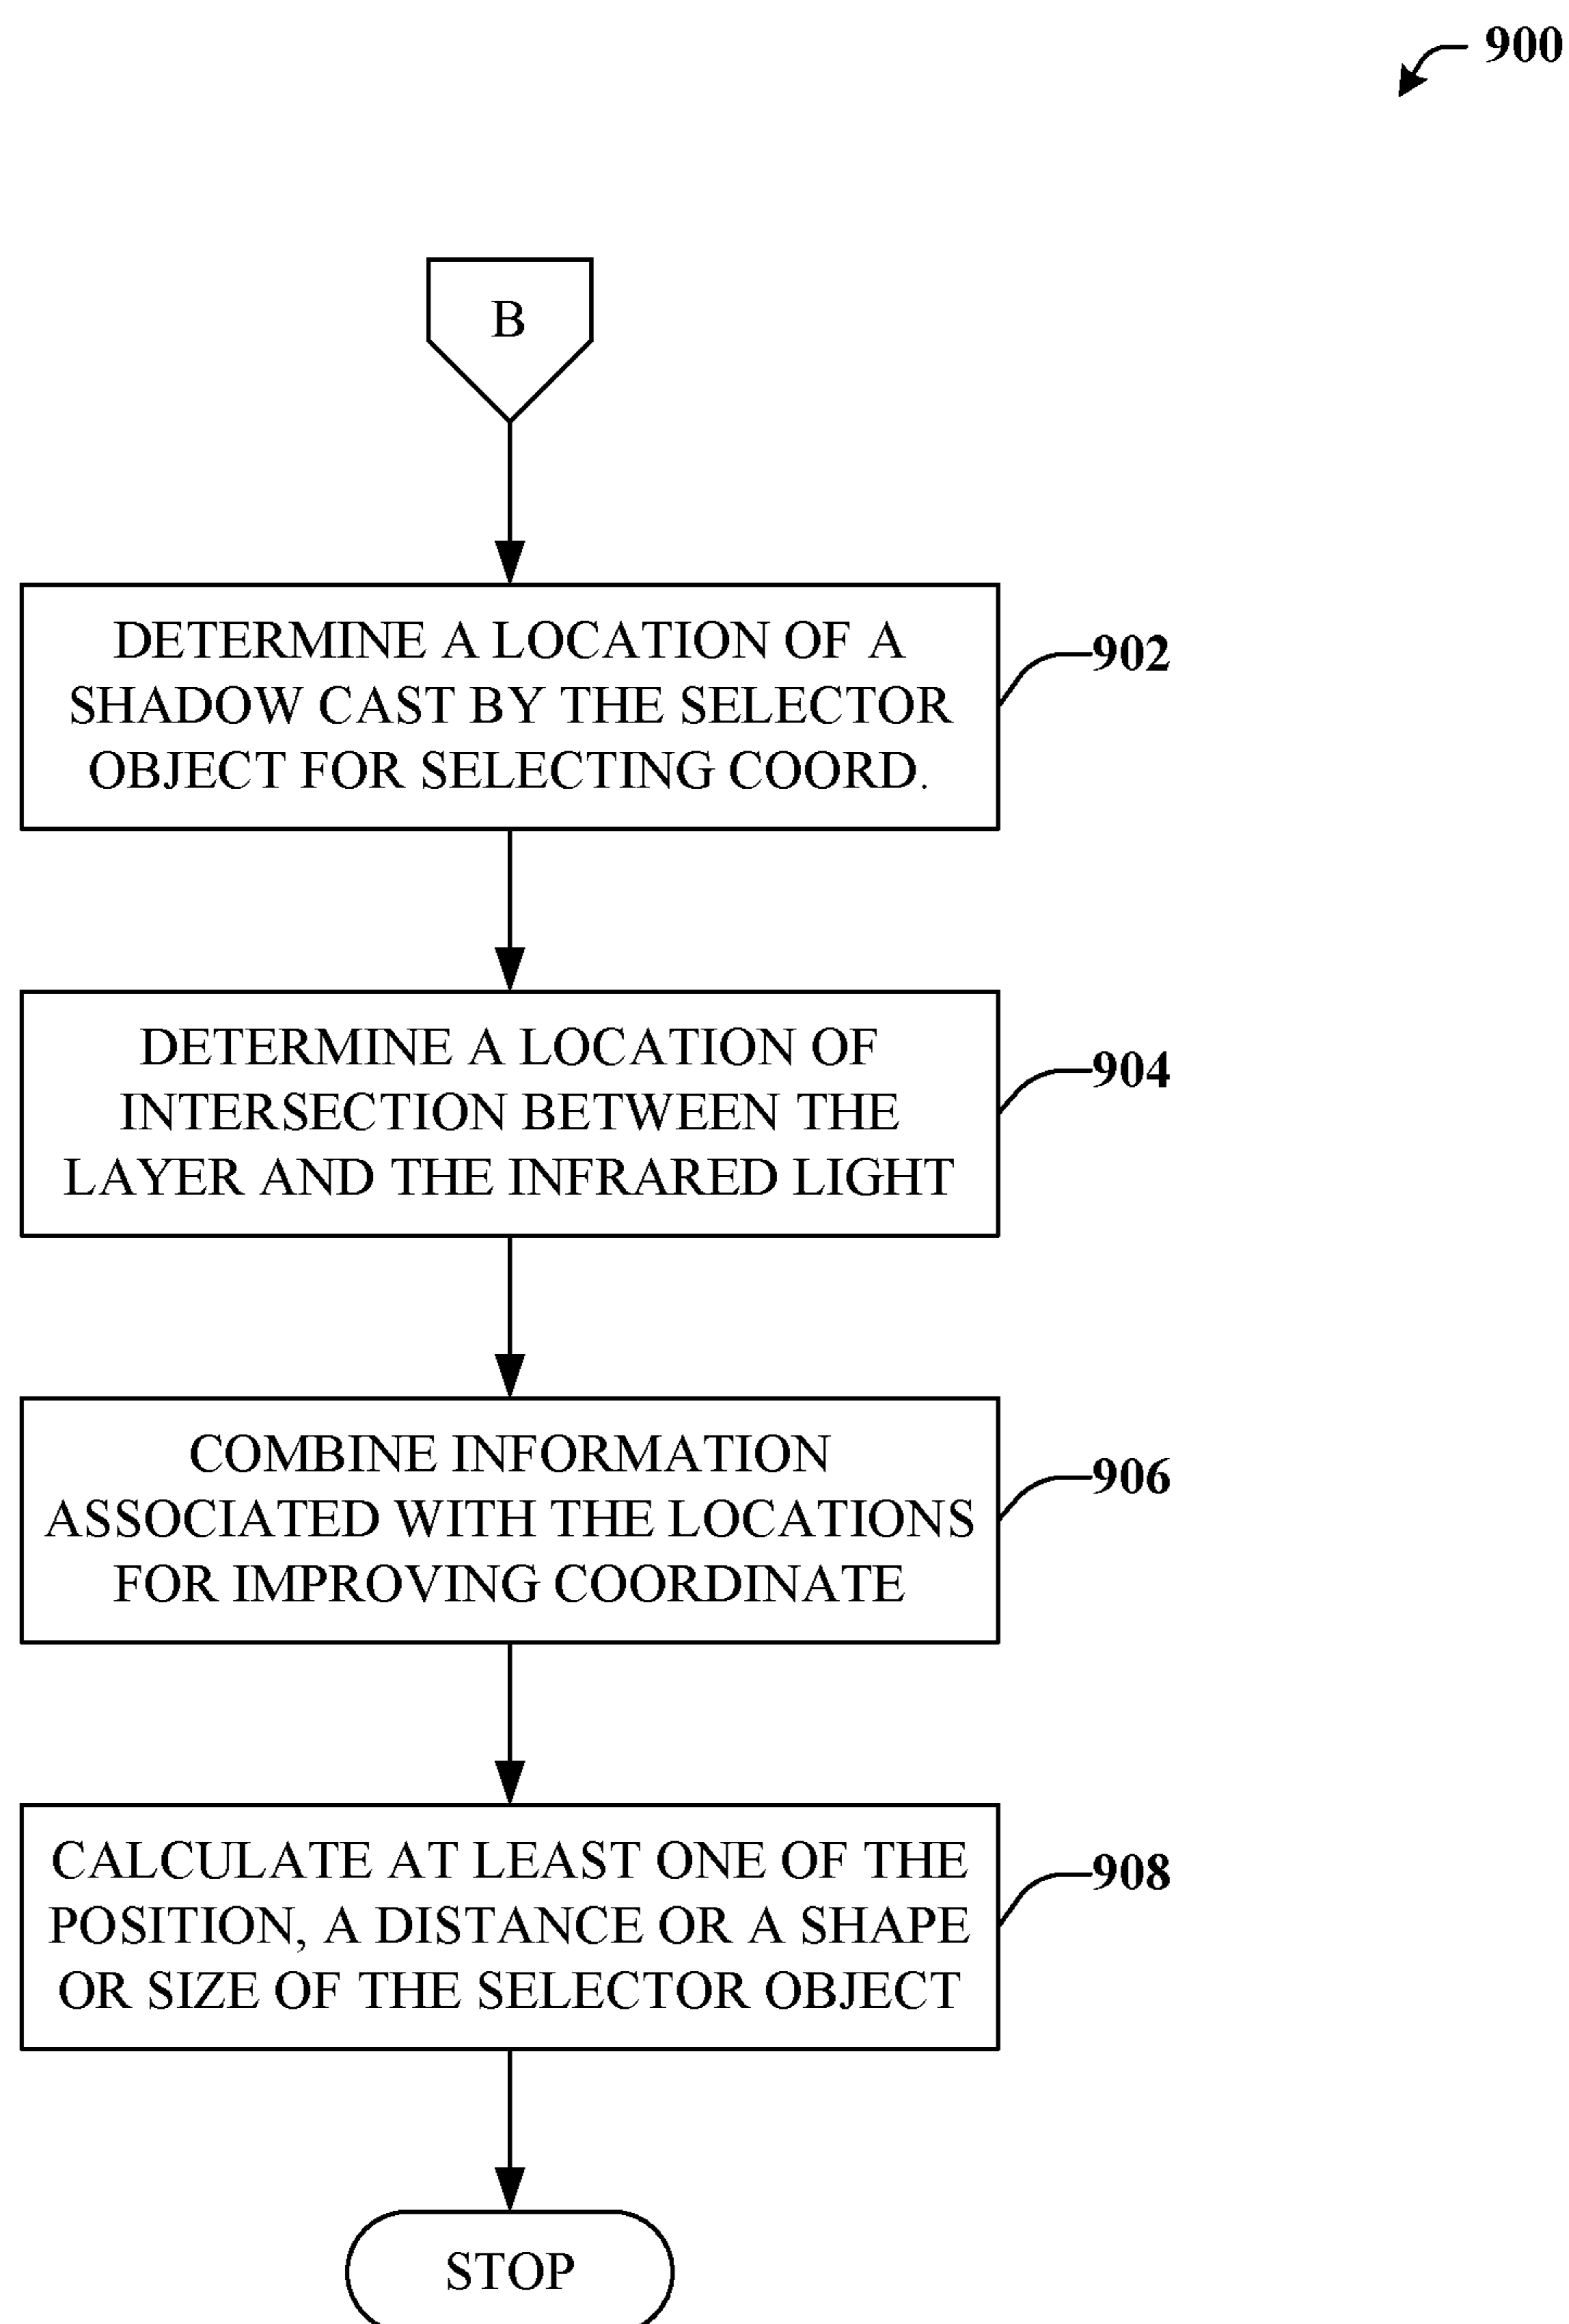 900
B
DETERMINE A LOCATION OF A
SHADOW CAST BY THE SELECTOR
OBJECT FOR SELECTING COORD.
902
DETERMINE A LOCATION OF
INTERSECTION BETWEEN THE
LAYER AND THE INFRARED LIGHT
904
COMBINE INFORMATION
ASSOCIATED WITH THE LOCATIONS
FOR IMPROVING COORDINATE
906
CALCULATE AT LEAST ONE OF THE
POSITION, A DISTANCE OR A SHAPE
OR SIZE OF THE SELECTOR OBJECT
908
STOP